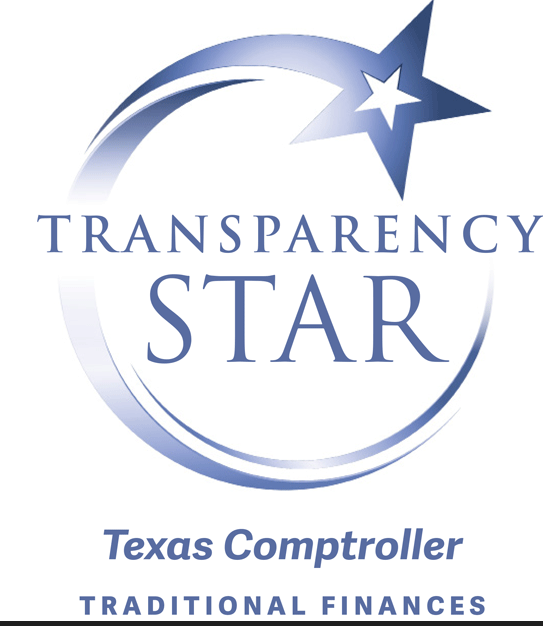 TRANSPARENCY
STAR
Texas Comptroller
TRADITIONAL FINANCES